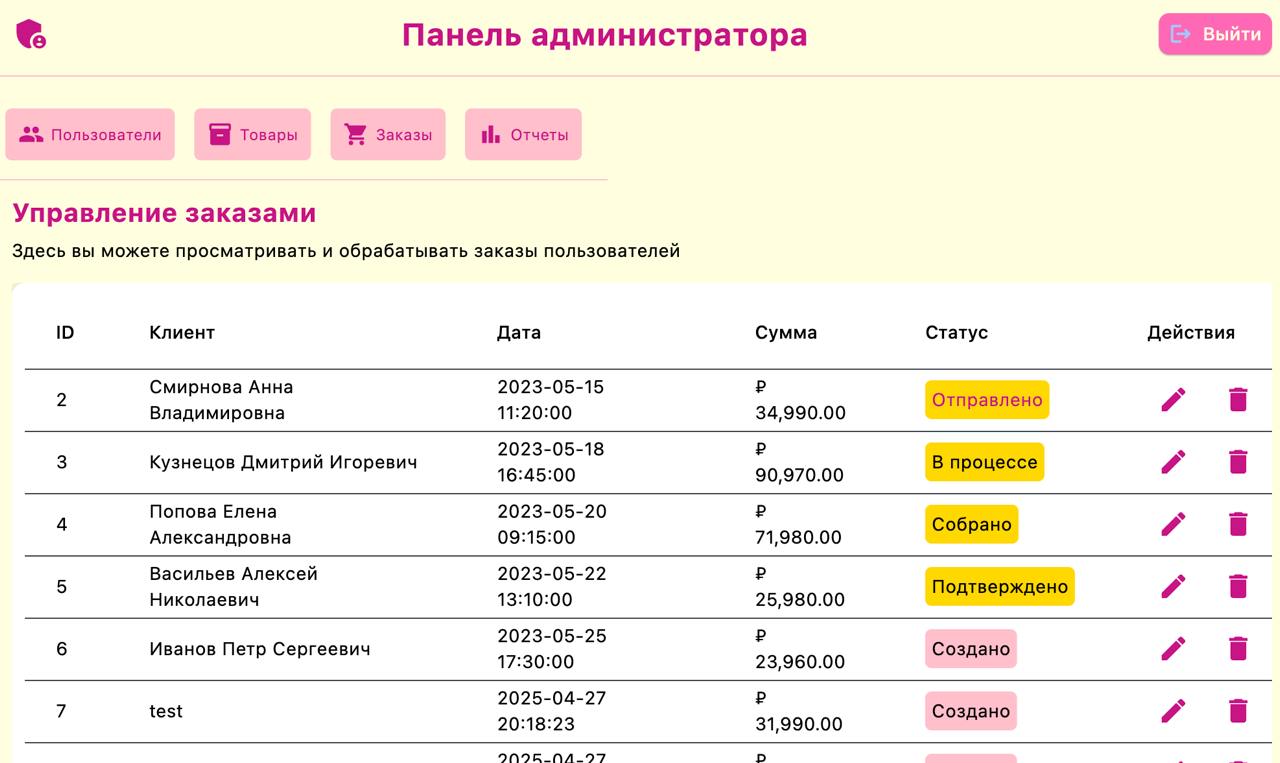 Панель администратора
Выйти
Пользователи
Товары
Заказы
Отчеты
Управление заказами
Здесь вы можете просматривать и обрабатывать заказы пользователей
ID Клиент Дата Сумма Статус Действия
2 Смирнова Анна Владимировна 2023-05-15 11:20:00 ₽ 34,990.00 Отправлено
3 Кузнецов Дмитрий Игоревич 2023-05-18 16:45:00 ₽ 90,970.00 В процессе
4 Попова Елена Александровна 2023-05-20 09:15:00 ₽ 71,980.00 Собрано
5 Васильев Алексей Николаевич 2023-05-22 13:10:00 ₽ 25,980.00 Подтверждено
6 Иванов Петр Сергеевич 2023-05-25 17:30:00 ₽ 23,960.00 Создано
7 test 2025-04-27 20:18:23 ₽ 31,990.00 Создано
2025-04-27 ₽